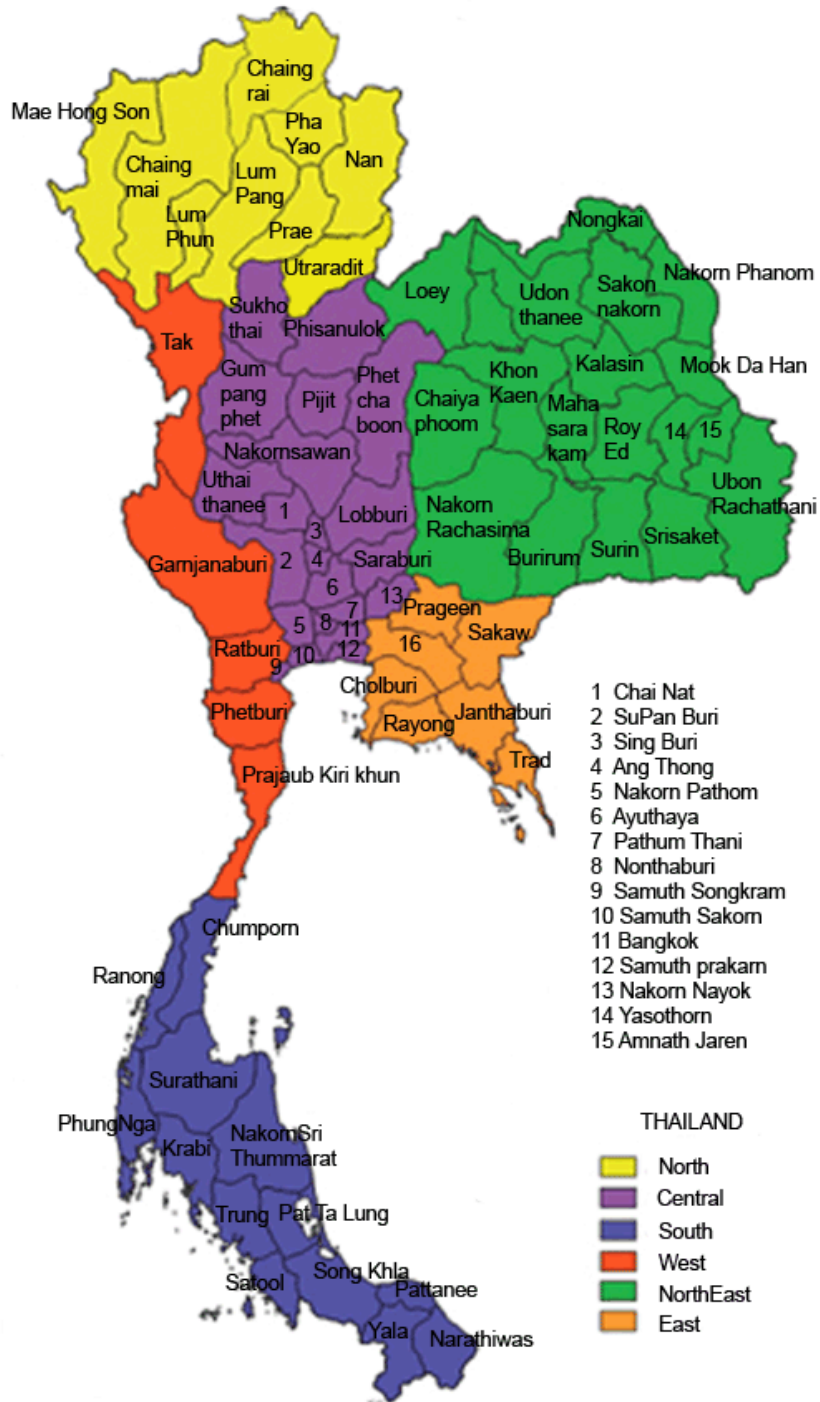 Chaing
rai
Mae Hong Son
Pha
Yao
Chaing
mai
Lum
Pang
Nan
Lum
Phun
Prae
Utraradit
Nongkai
Nakorn Phanom
Loey
Udon
thanee
Sakon
nakorn
Sukho
thai
Phisanulok
Tak
Gum
pang
phet
Pijit
Phet
cha
boon
Khon
Kaen
Kalasin
Mook Da Han
Chaiya
phoom
Maha
sara
kam
Roy
Ed
14
15
Nakornsawan
Uthai
thanee
1
3
Lobburi
Nakorn
Rachasima
Ubon
Rachathani
Garnjanaburi
2
4
Saraburi
Burirum
Surin
Srisaket
6
13
7
5
8
11
Prageen
Sakaw
16
Ratburi
9
10
12
Cholburi
Phetburi
Rayong
Janthaburi
Trad
Prajaub Kiri khun
1 Chai Nat
2 SuPan Buri
3 Sing Buri
4 Ang Thong
5 Nakorn Pathom
6 Ayuthaya
7 Pathum Thani
8 Nonthaburi
9 Samuth Songkram
10 Samuth Sakorn
11 Bangkok
12 Samuth prakarn
13 Nakorn Nayok
14 Yasothorn
15 Amnath Jaren
Chumporn
Ranong
Surathani
PhungNga
Krabi
NakornSri
Thummarat
Trung
Pat Ta Lung
Satool
Song Khla
Pattanee
Yala
Narathiwas
THAILAND
North
Central
South
West
NorthEast
East